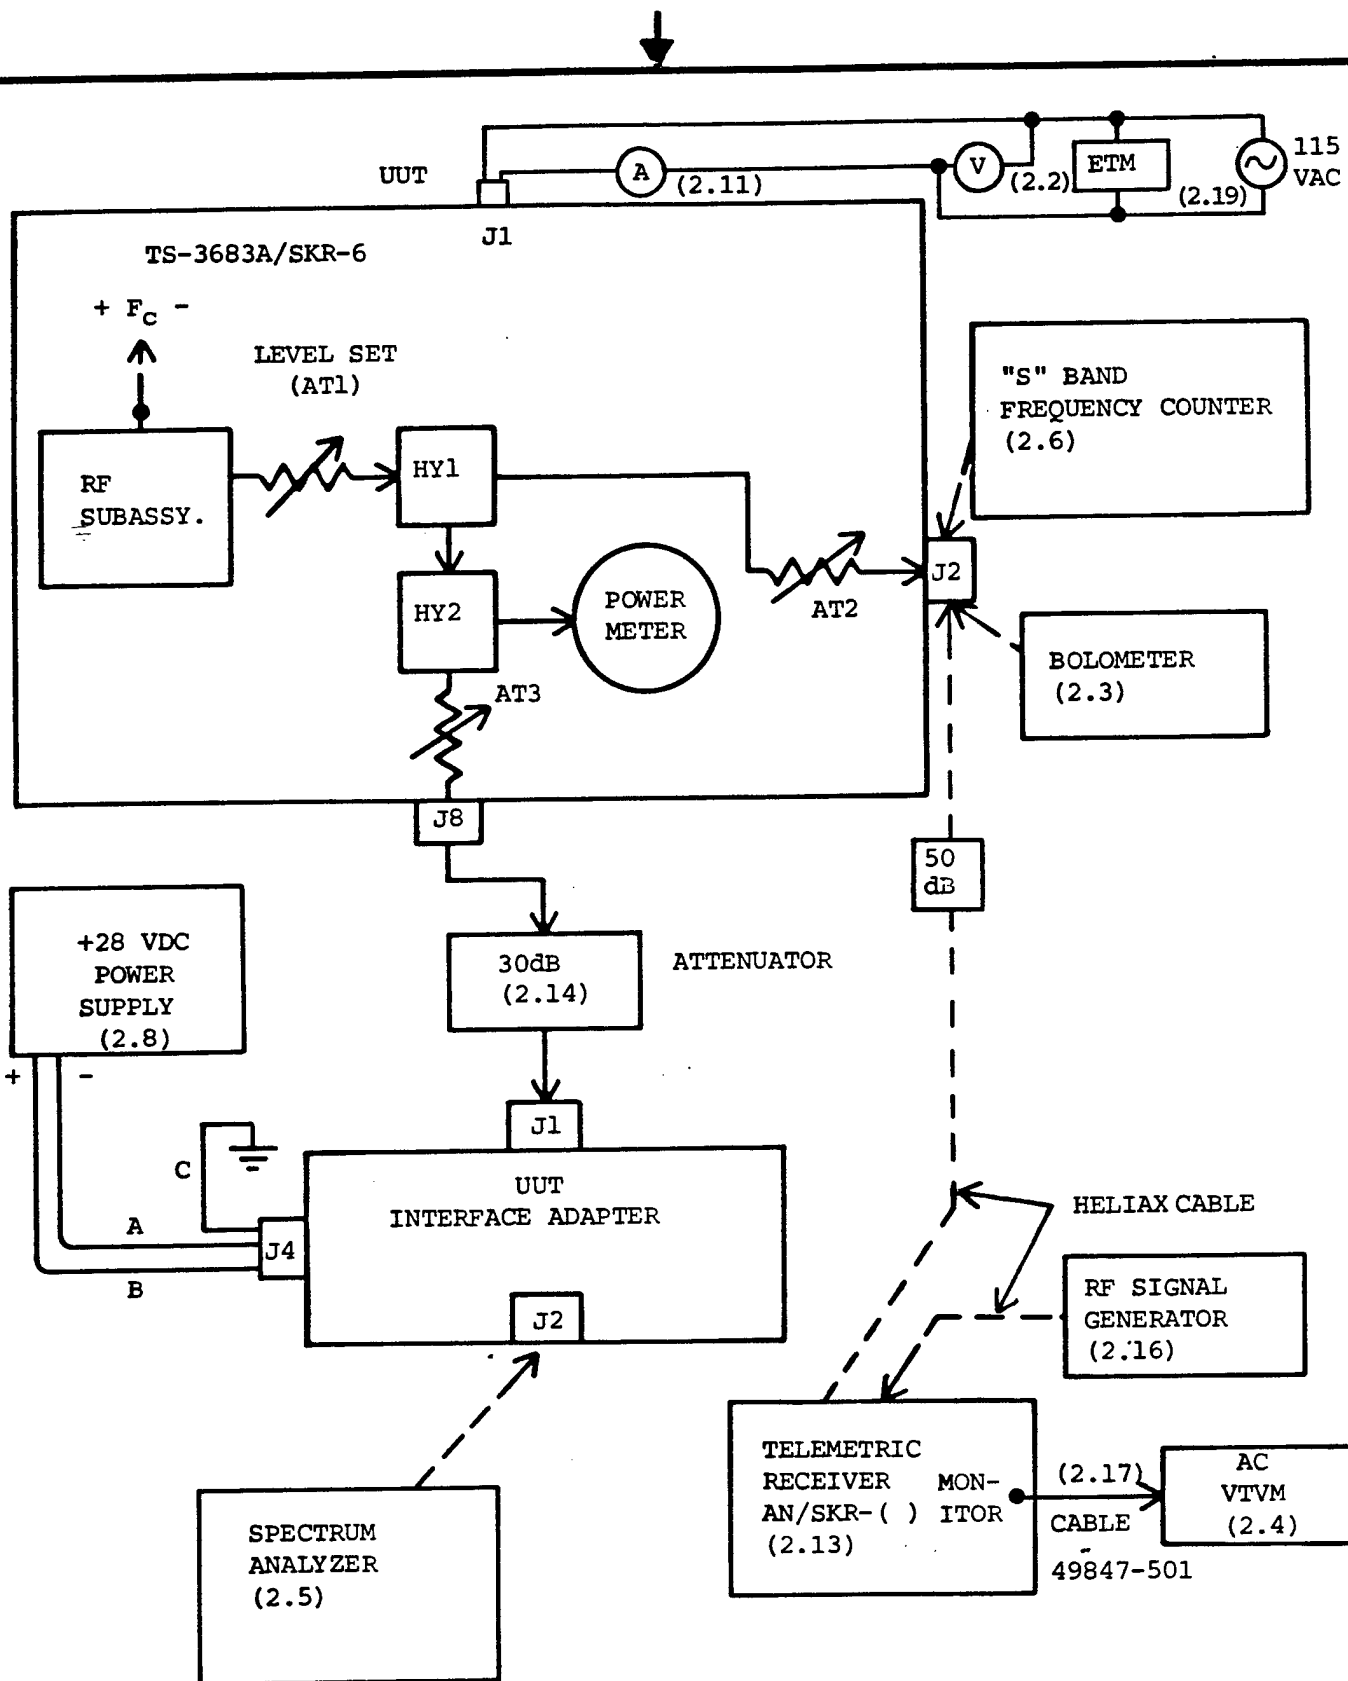 115
VAC
A
(2.11)
V
(2.2)
ETM
(2.19)
UUT
J1
TS-3683A/SKR-6
+ Fc -
LEVEL SET
(AT1)
RF
SUBASSY.
HY1
HY2
POWER
METER
AT2
AT3
J2
J8
"S" BAND
FREQUENCY COUNTER
(2.6)
BOLOMETER
(2.3)
50
dB
+28 VDC
POWER
SUPPLY
(2.8)
+ -
30dB
(2.14)
ATTENUATOR
J1
C
A
B
J4
UUT
INTERFACE ADAPTER
J2
HELIAX CABLE
RF SIGNAL
GENERATOR
(2.16)
TELEMETRIC
RECEIVER
AN/SKR-( )
(2.13)
MON-
ITOR
(2.17)
CABLE
49847-501
AC
VTVM
(2.4)
SPECTRUM
ANALYZER
(2.5)